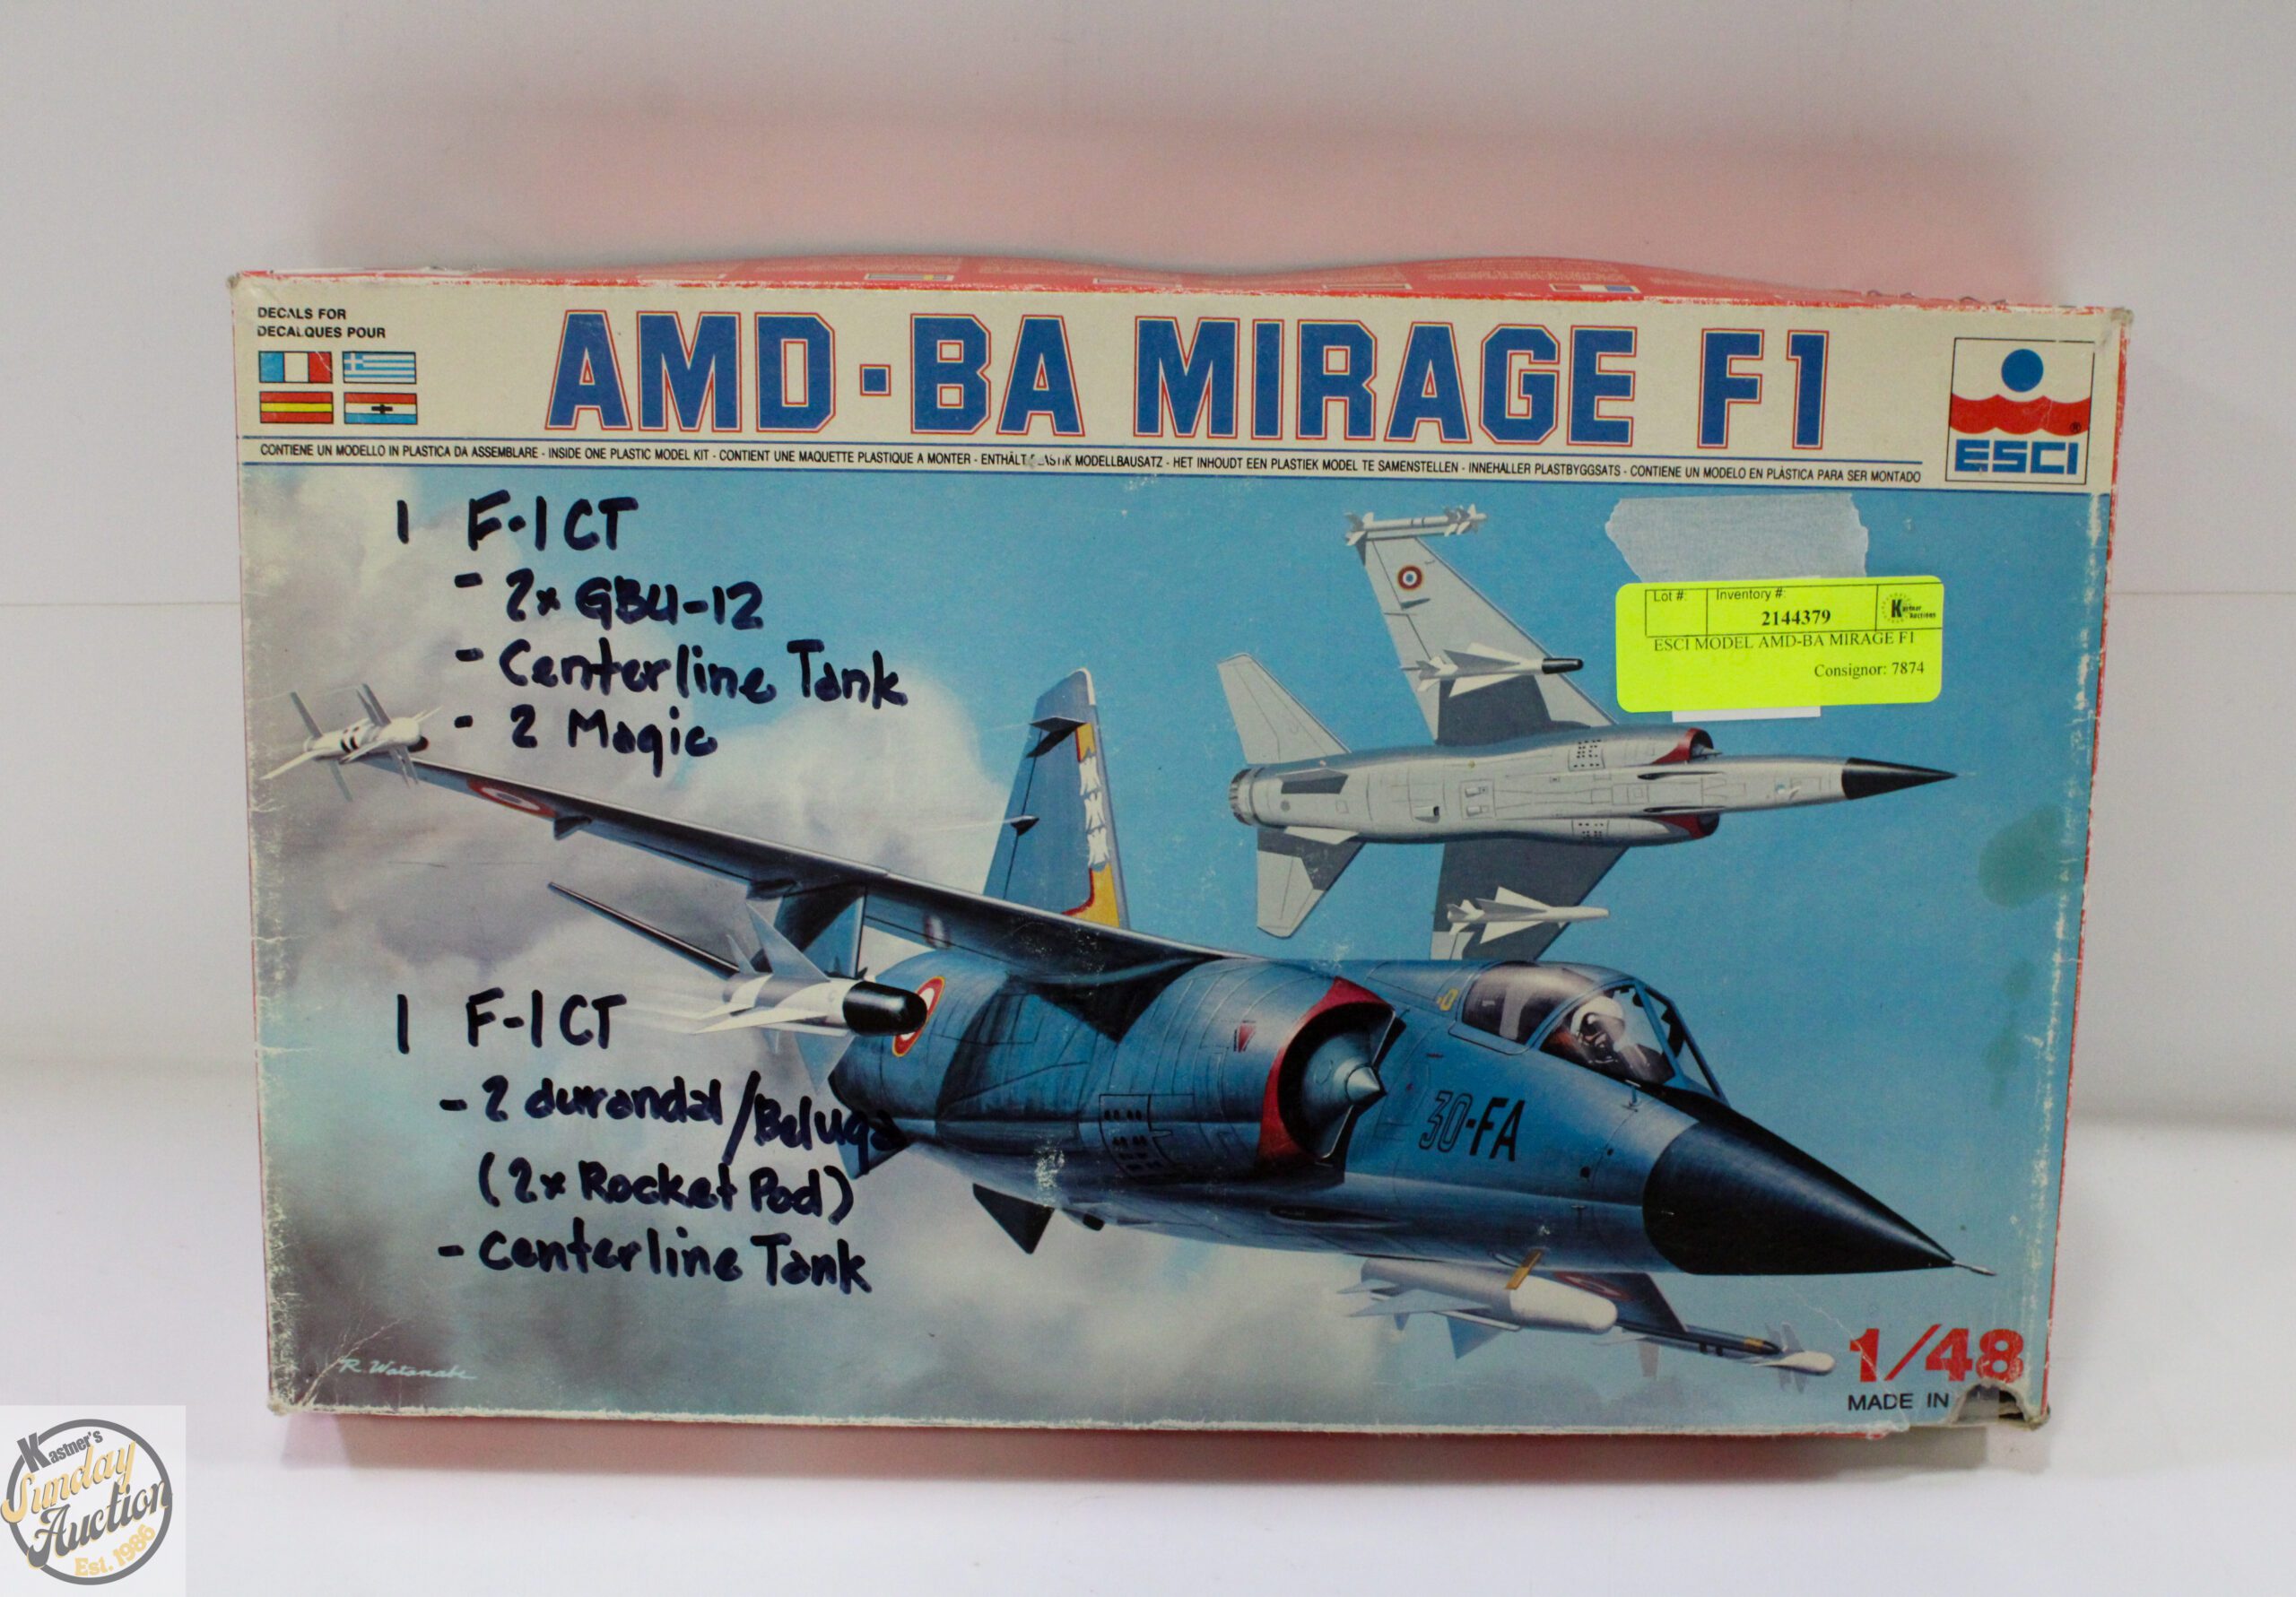 DECALS FOR
DECALQUES POUR
AMD·BA MIRAGE F1
ESCI
CONTIENE UN MODELLO IN PLASTICA DA ASSEMBLARE - INSIDE ONE PLASTIC MODEL KIT - CONTIENT UNE MAQUETTE PLASTIQUE A MONTER - ENTHÄLT PLASTIK MODELLBAUSATZ - HET INHOUDT EEN PLASTIEK MODEL TE SAMENSTELLEN - INNEHALLER PLASTBYGGSATS - CONTIENE UN MODELO EN PLÁSTICA PARA SER MONTADO
1 F-1CT
- 2x GBU-12
- Centerline Tank
- 2 Magic
Lot #: Inventory #:
2144379
Kastner Auctions
ESCI MODEL AMD-BA MIRAGE F1
Consignor: 7874
1 F-1CT
- 2 durandal/Beluga
(2x Rocket Pod)
- Centerline Tank
30-FA
R. Watanabe
1/48
MADE IN
Kastner's
Sunday
Auction
Est. 1986